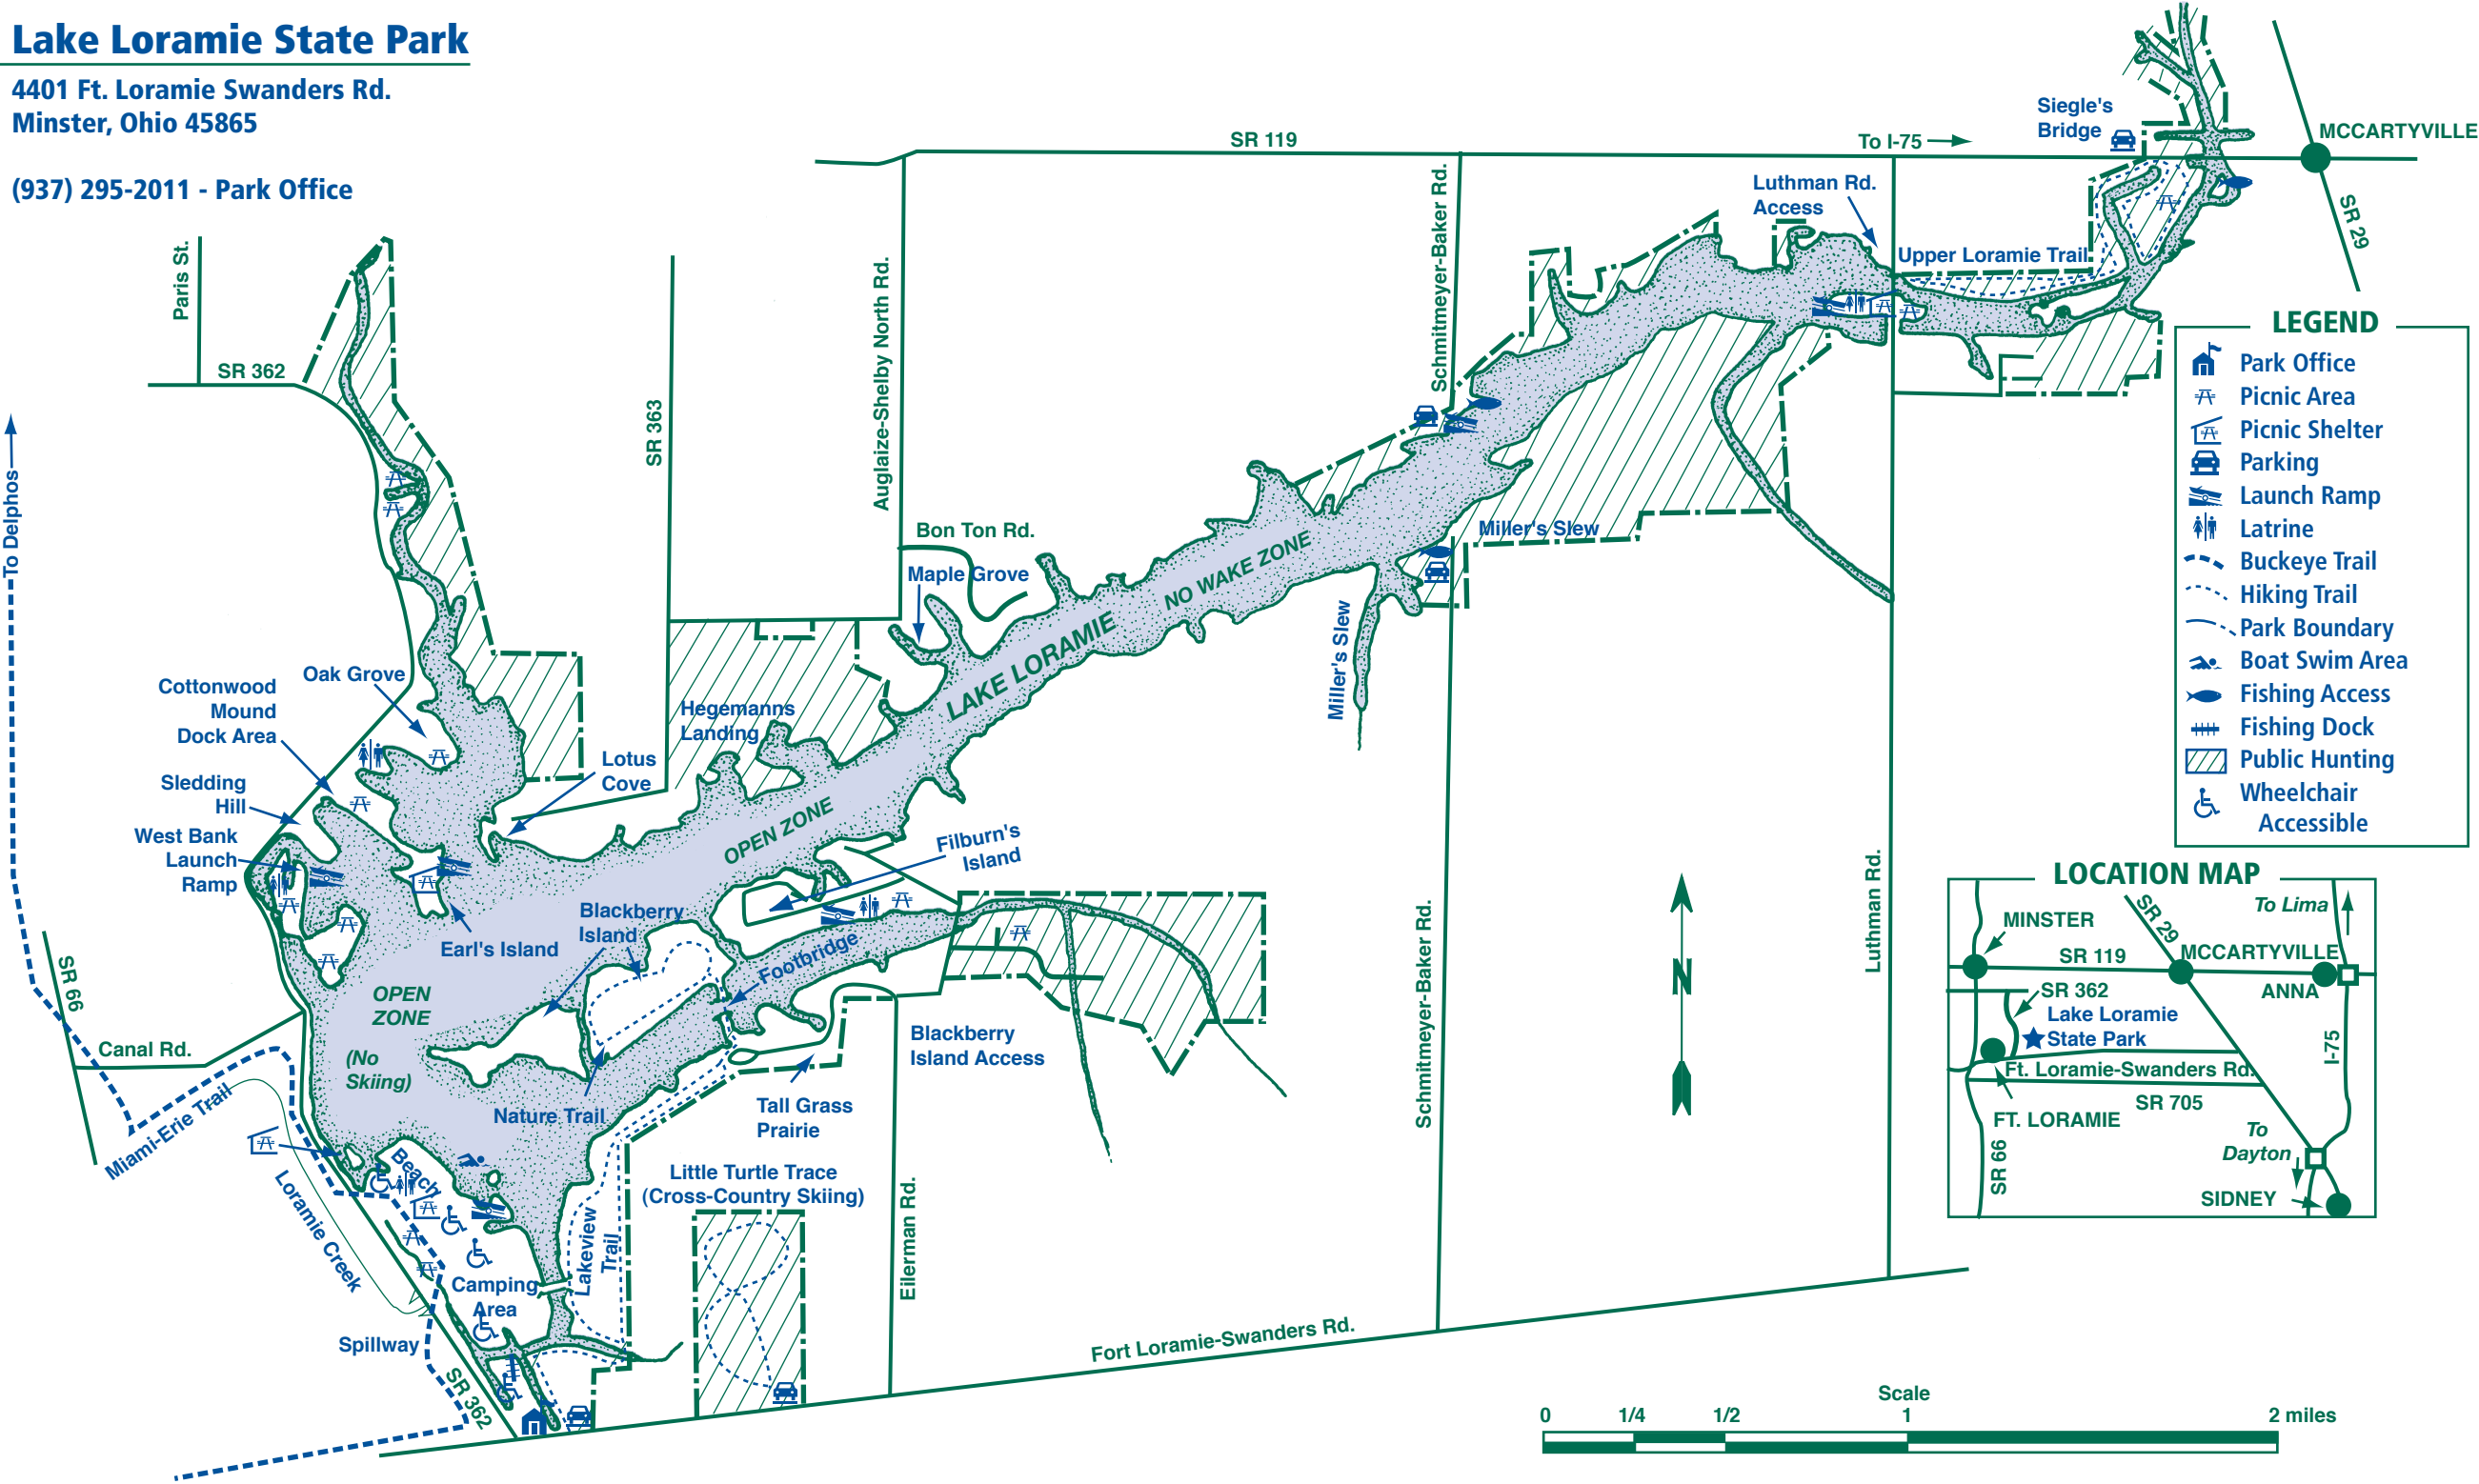 Lake Loramie State Park
4401 Ft. Loramie Swanders Rd.
Minster, Ohio 45865
(937) 295-2011 - Park Office
SR 119
To I-75
Siegle's
Bridge
MCCARTYVILLE
SR 29
Luthman Rd.
Access
Upper Loramie Trail
Schmitmeyer-Baker Rd.
Paris St.
SR 362
SR 363
Auglaize-Shelby North Rd.
Bon Ton Rd.
Maple Grove
To Delphos
NO WAKE ZONE
LAKE LORAMIE
Miller's Slew
Miller's Slew
Oak Grove
Cottonwood
Mound
Dock Area
Sledding
Hill
West Bank
Launch
Ramp
Hegemanns
Landing
Lotus
Cove
OPEN ZONE
Filburn's
Island
Blackberry
Island
Earl's Island
Footbridge
OPEN
ZONE
(No
Skiing)
SR 66
Canal Rd.
Miami-Erie Trail
Nature Trail
Blackberry
Island Access
Tall Grass
Prairie
Little Turtle Trace
(Cross-Country Skiing)
Beach
Loramie Creek
Lakeview
Trail
Camping
Area
Spillway
SR 362
Eilerman Rd.
Schmitmeyer-Baker Rd.
Luthman Rd.
Fort Loramie-Swanders Rd.
N
LEGEND
Park Office
Picnic Area
Picnic Shelter
Parking
Launch Ramp
Latrine
Buckeye Trail
Hiking Trail
Park Boundary
Boat Swim Area
Fishing Access
Fishing Dock
Public Hunting
Wheelchair
Accessible
LOCATION MAP
MINSTER
SR 29
To Lima
SR 119
MCCARTYVILLE
ANNA
SR 362
Lake Loramie
State Park
I-75
Ft. Loramie-Swanders Rd.
SR 705
FT. LORAMIE
SR 66
To
Dayton
SIDNEY
Scale
0 1/4 1/2 1 2 miles